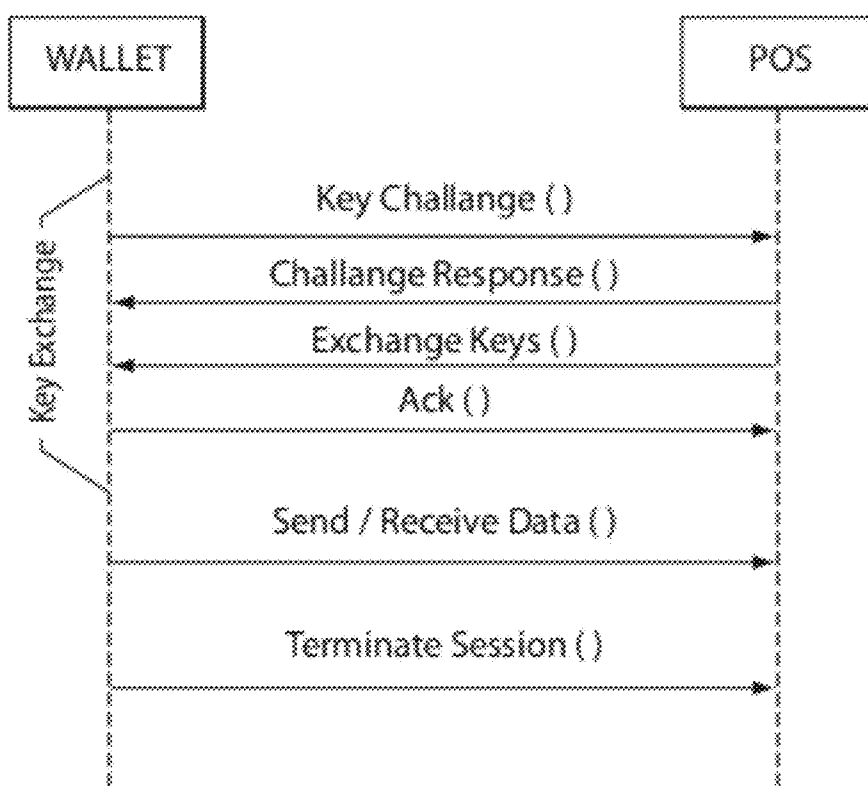 WALLET
POS
Key Challange ( )
Challange Response ( )
Exchange Keys ( )
Ack ( )
Key Exchange
Send / Receive Data ( )
Terminate Session ( )